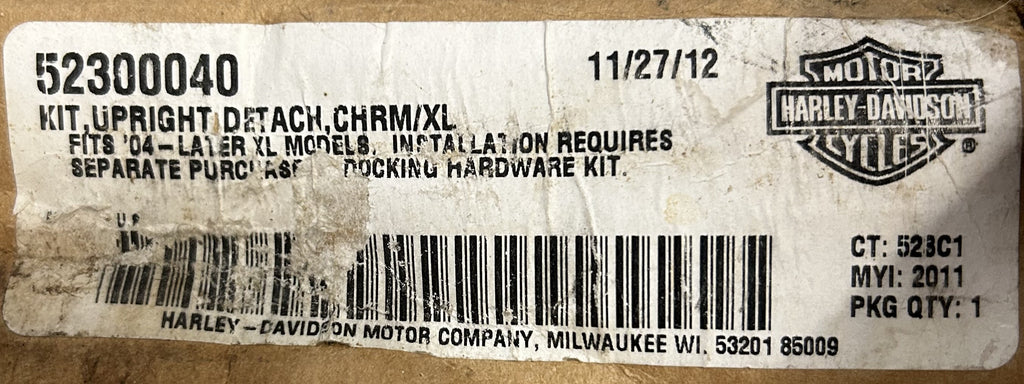 52300040
11/27/12
KIT,UPRIGHT,DETACH,CHRM/XL
FITS '04-LATER XL MODELS. INSTALLATION REQUIRES
SEPARATE PURCHASE DOCKING HARDWARE KIT.
MOTOR
HARLEY-DAVIDSON
CYCLES
®
CT: 523C1
MYI: 2011
PKG QTY: 1
HARLEY-DAVIDSON MOTOR COMPANY, MILWAUKEE WI. 53201 85009